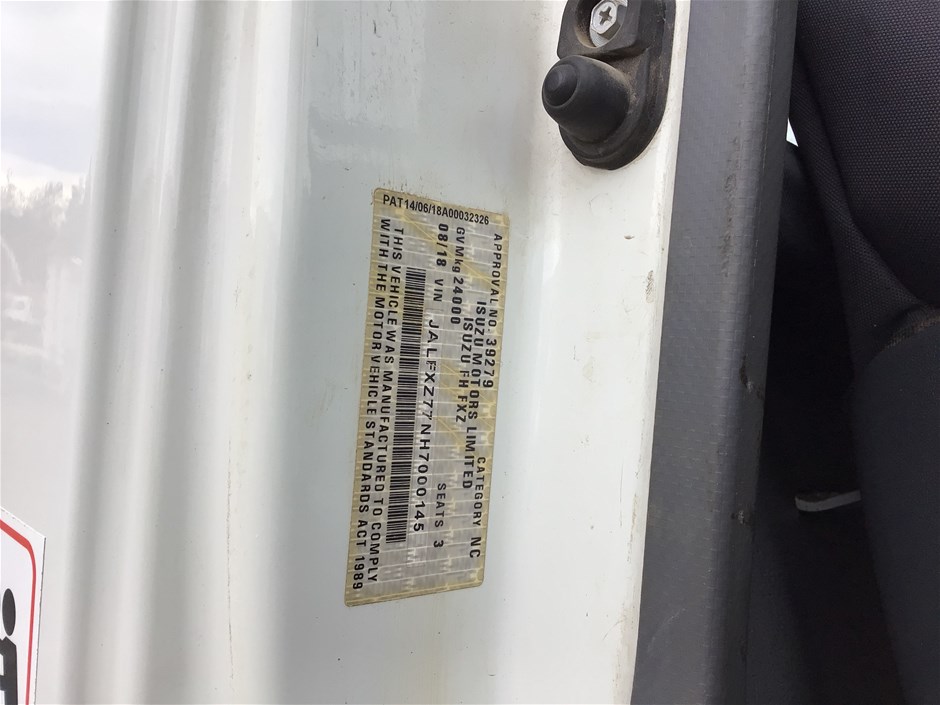 PAT14/06/18A00032326
APPROVAL NO. 39279 CATEGORY NC
ISUZU MOTORS LIMITED
ISUZU FH FXZ
GVMkg 24000 SEATS 3
08/18 VIN JALFXZ77NH7000145
THIS VEHICLE WAS MANUFACTURED TO COMPLY
WITH THE MOTOR VEHICLE STANDARDS ACT 1989